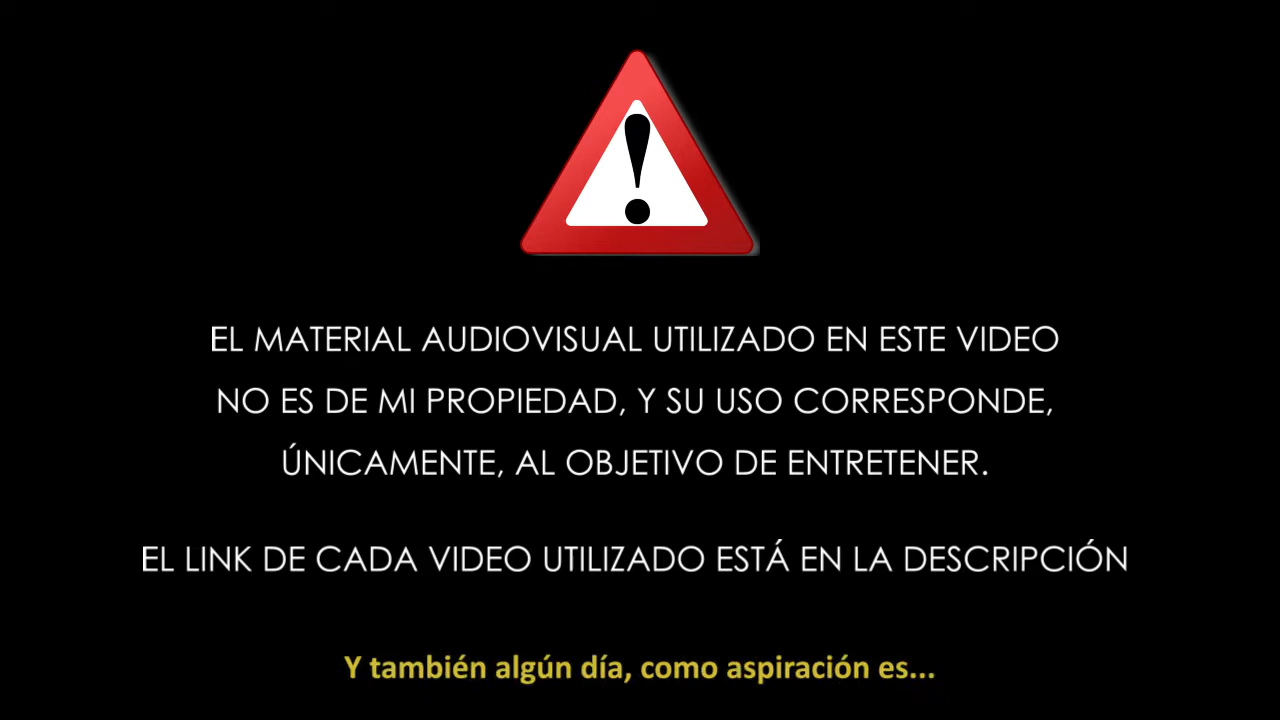 EL MATERIAL AUDIOVISUAL UTILIZADO EN ESTE VIDEO
NO ES DE MI PROPIEDAD, Y SU USO CORRESPONDE,
ÚNICAMENTE, AL OBJETIVO DE ENTRETENER.
EL LINK DE CADA VIDEO UTILIZADO ESTÁ EN LA DESCRIPCIÓN
Y también algún día, como aspiración es...